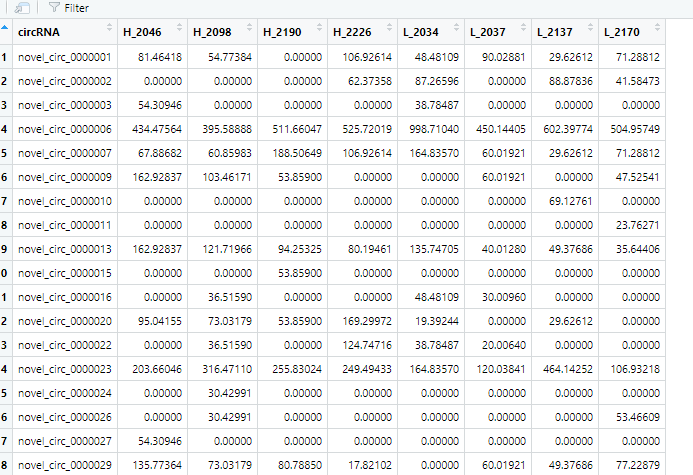 Filter
circRNA H_2046 H_2098 H_2190 H_2226 L_2034 L_2037 L_2137 L_2170
1 novel_circ_0000001 81.46418 54.77384 0.00000 106.92614 48.48109 90.02881 29.62612 71.28812
2 novel_circ_0000002 0.00000 0.00000 0.00000 62.37358 87.26596 0.00000 88.87836 41.58473
3 novel_circ_0000003 54.30946 0.00000 0.00000 0.00000 38.78487 0.00000 0.00000 0.00000
4 novel_circ_0000006 434.47564 395.58888 511.66047 525.72019 998.71040 450.14405 602.39774 504.95749
5 novel_circ_0000007 67.88682 60.85983 188.50649 106.92614 164.83570 60.01921 29.62612 71.28812
6 novel_circ_0000009 162.92837 103.46171 53.85900 0.00000 0.00000 60.01921 0.00000 47.52541
7 novel_circ_0000010 0.00000 0.00000 0.00000 0.00000 0.00000 0.00000 69.12761 0.00000
8 novel_circ_0000011 0.00000 0.00000 0.00000 0.00000 0.00000 0.00000 0.00000 23.76271
9 novel_circ_0000013 162.92837 121.71966 94.25325 80.19461 135.74705 40.01280 49.37686 35.64406
0 novel_circ_0000015 0.00000 0.00000 53.85900 0.00000 0.00000 0.00000 0.00000 0.00000
1 novel_circ_0000016 0.00000 36.51590 0.00000 0.00000 48.48109 30.00960 0.00000 0.00000
2 novel_circ_0000020 95.04155 73.03179 53.85900 169.29972 19.39244 0.00000 29.62612 0.00000
3 novel_circ_0000022 0.00000 36.51590 0.00000 124.74716 38.78487 20.00640 0.00000 0.00000
4 novel_circ_0000023 203.66046 316.47110 255.83024 249.49433 164.83570 120.03841 464.14252 106.93218
5 novel_circ_0000024 0.00000 30.42991 0.00000 0.00000 0.00000 0.00000 0.00000 0.00000
6 novel_circ_0000026 0.00000 30.42991 0.00000 0.00000 0.00000 0.00000 0.00000 53.46609
7 novel_circ_0000027 54.30946 0.00000 0.00000 0.00000 0.00000 0.00000 0.00000 0.00000
8 novel_circ_0000029 135.77364 73.03179 80.78850 17.82102 0.00000 60.01921 49.37686 77.22879